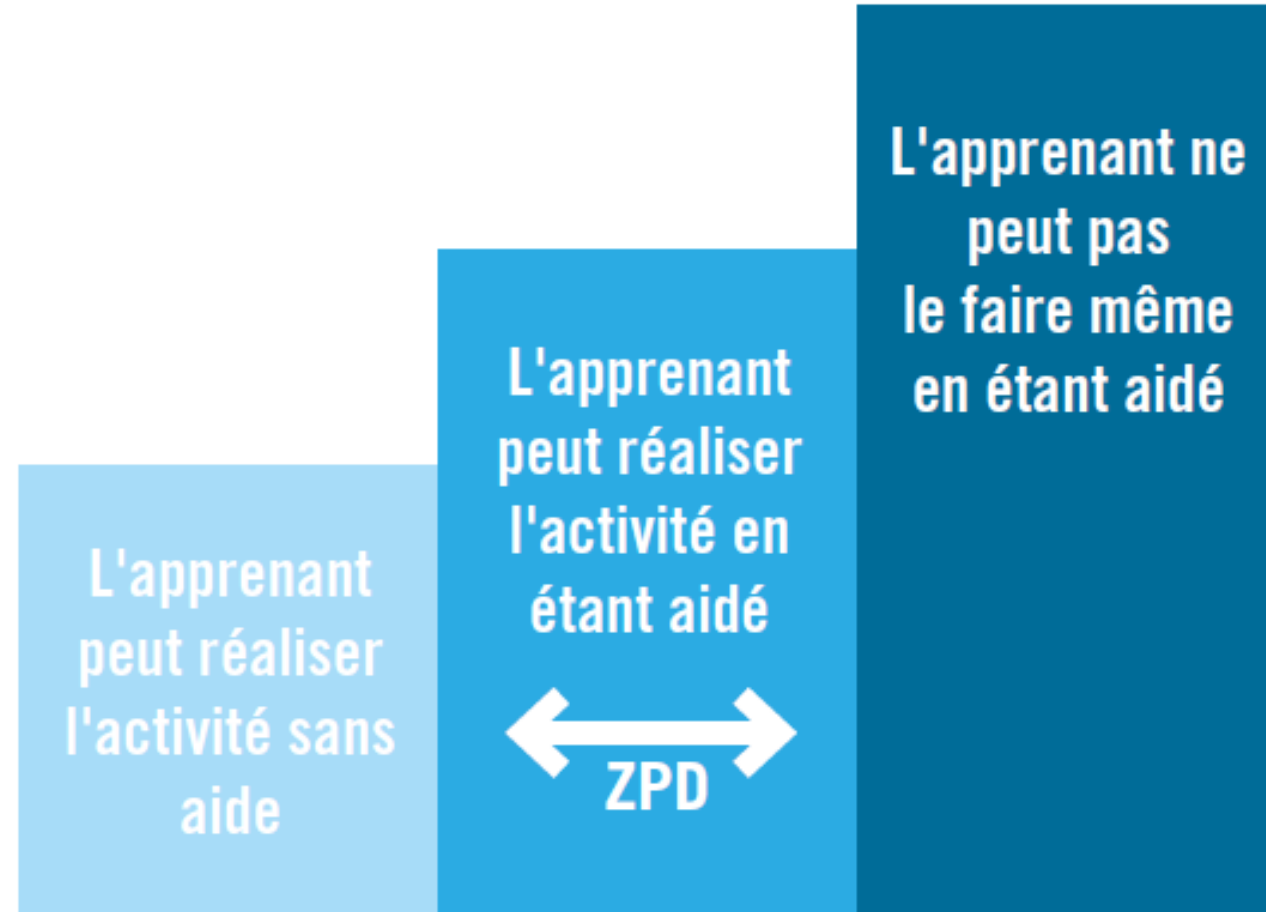 L'apprenant
peut réaliser
l'activité sans
aide
L'apprenant
peut réaliser
l'activité en
étant aidé
ZPD
L'apprenant ne
peut pas
le faire même
en étant aidé